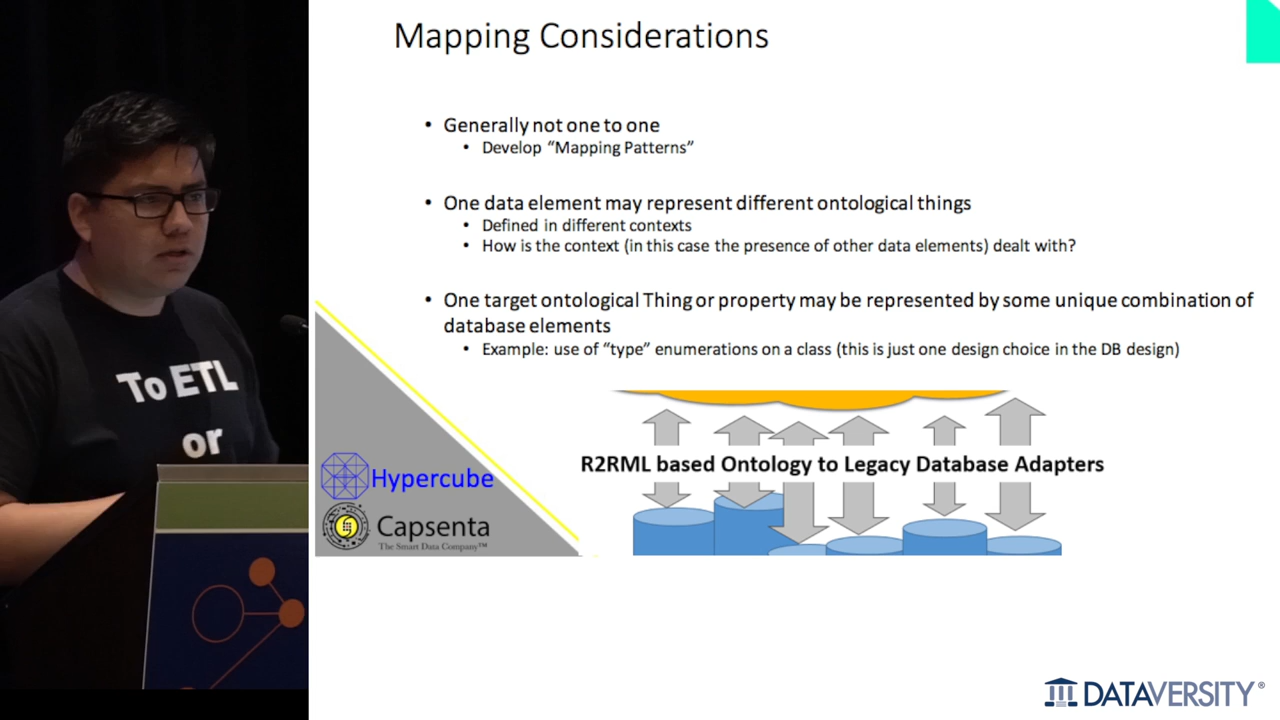 Mapping Considerations
• Generally not one to one
• Develop “Mapping Patterns”
• One data element may represent different ontological things
• Defined in different contexts
• How is the context (in this case the presence of other data elements) dealt with?
• One target ontological Thing or property may be represented by some unique combination of
database elements
• Example: use of “type” enumerations on a class (this is just one design choice in the DB design)
To ETL
or
R2RML based Ontology to Legacy Database Adapters
Hypercube
Capsenta
The Smart Data Company™
DATAVERSITY®